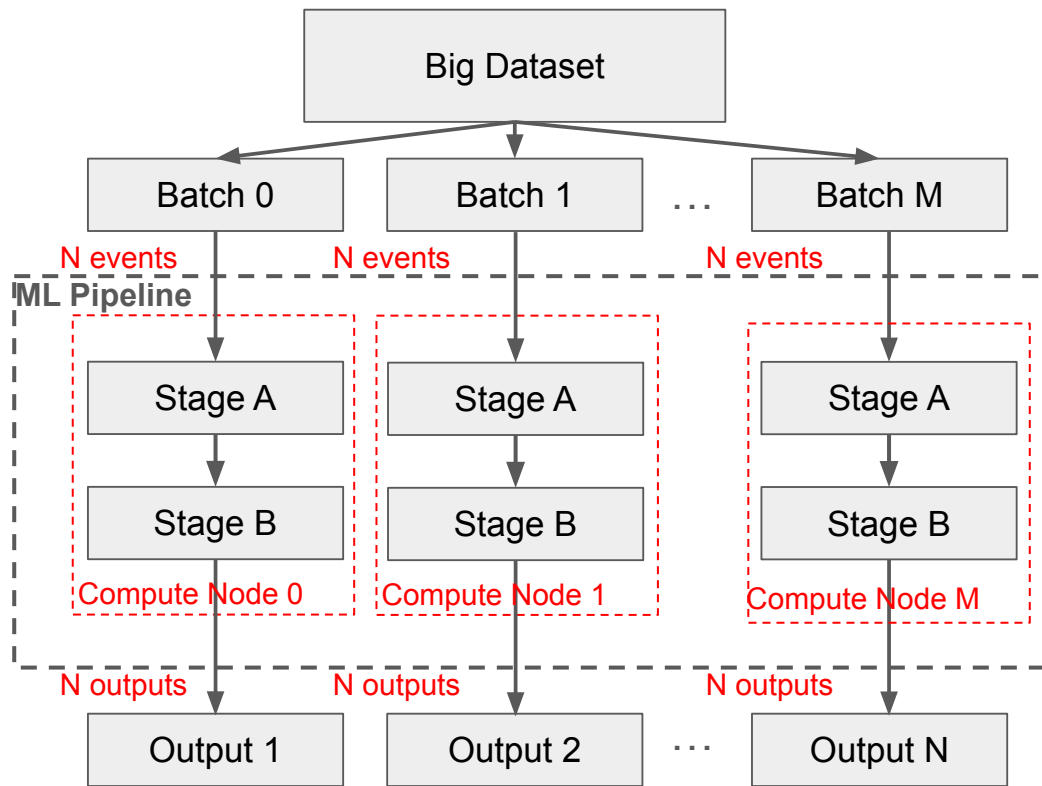 Big Dataset
Batch 0
Batch 1
...
Batch M
N events
N events
N events
ML Pipeline
Stage A
Stage A
Stage A
Stage B
Stage B
Stage B
Compute Node 0
Compute Node 1
Compute Node M
N outputs
N outputs
N outputs
Output 1
Output 2
...
Output N